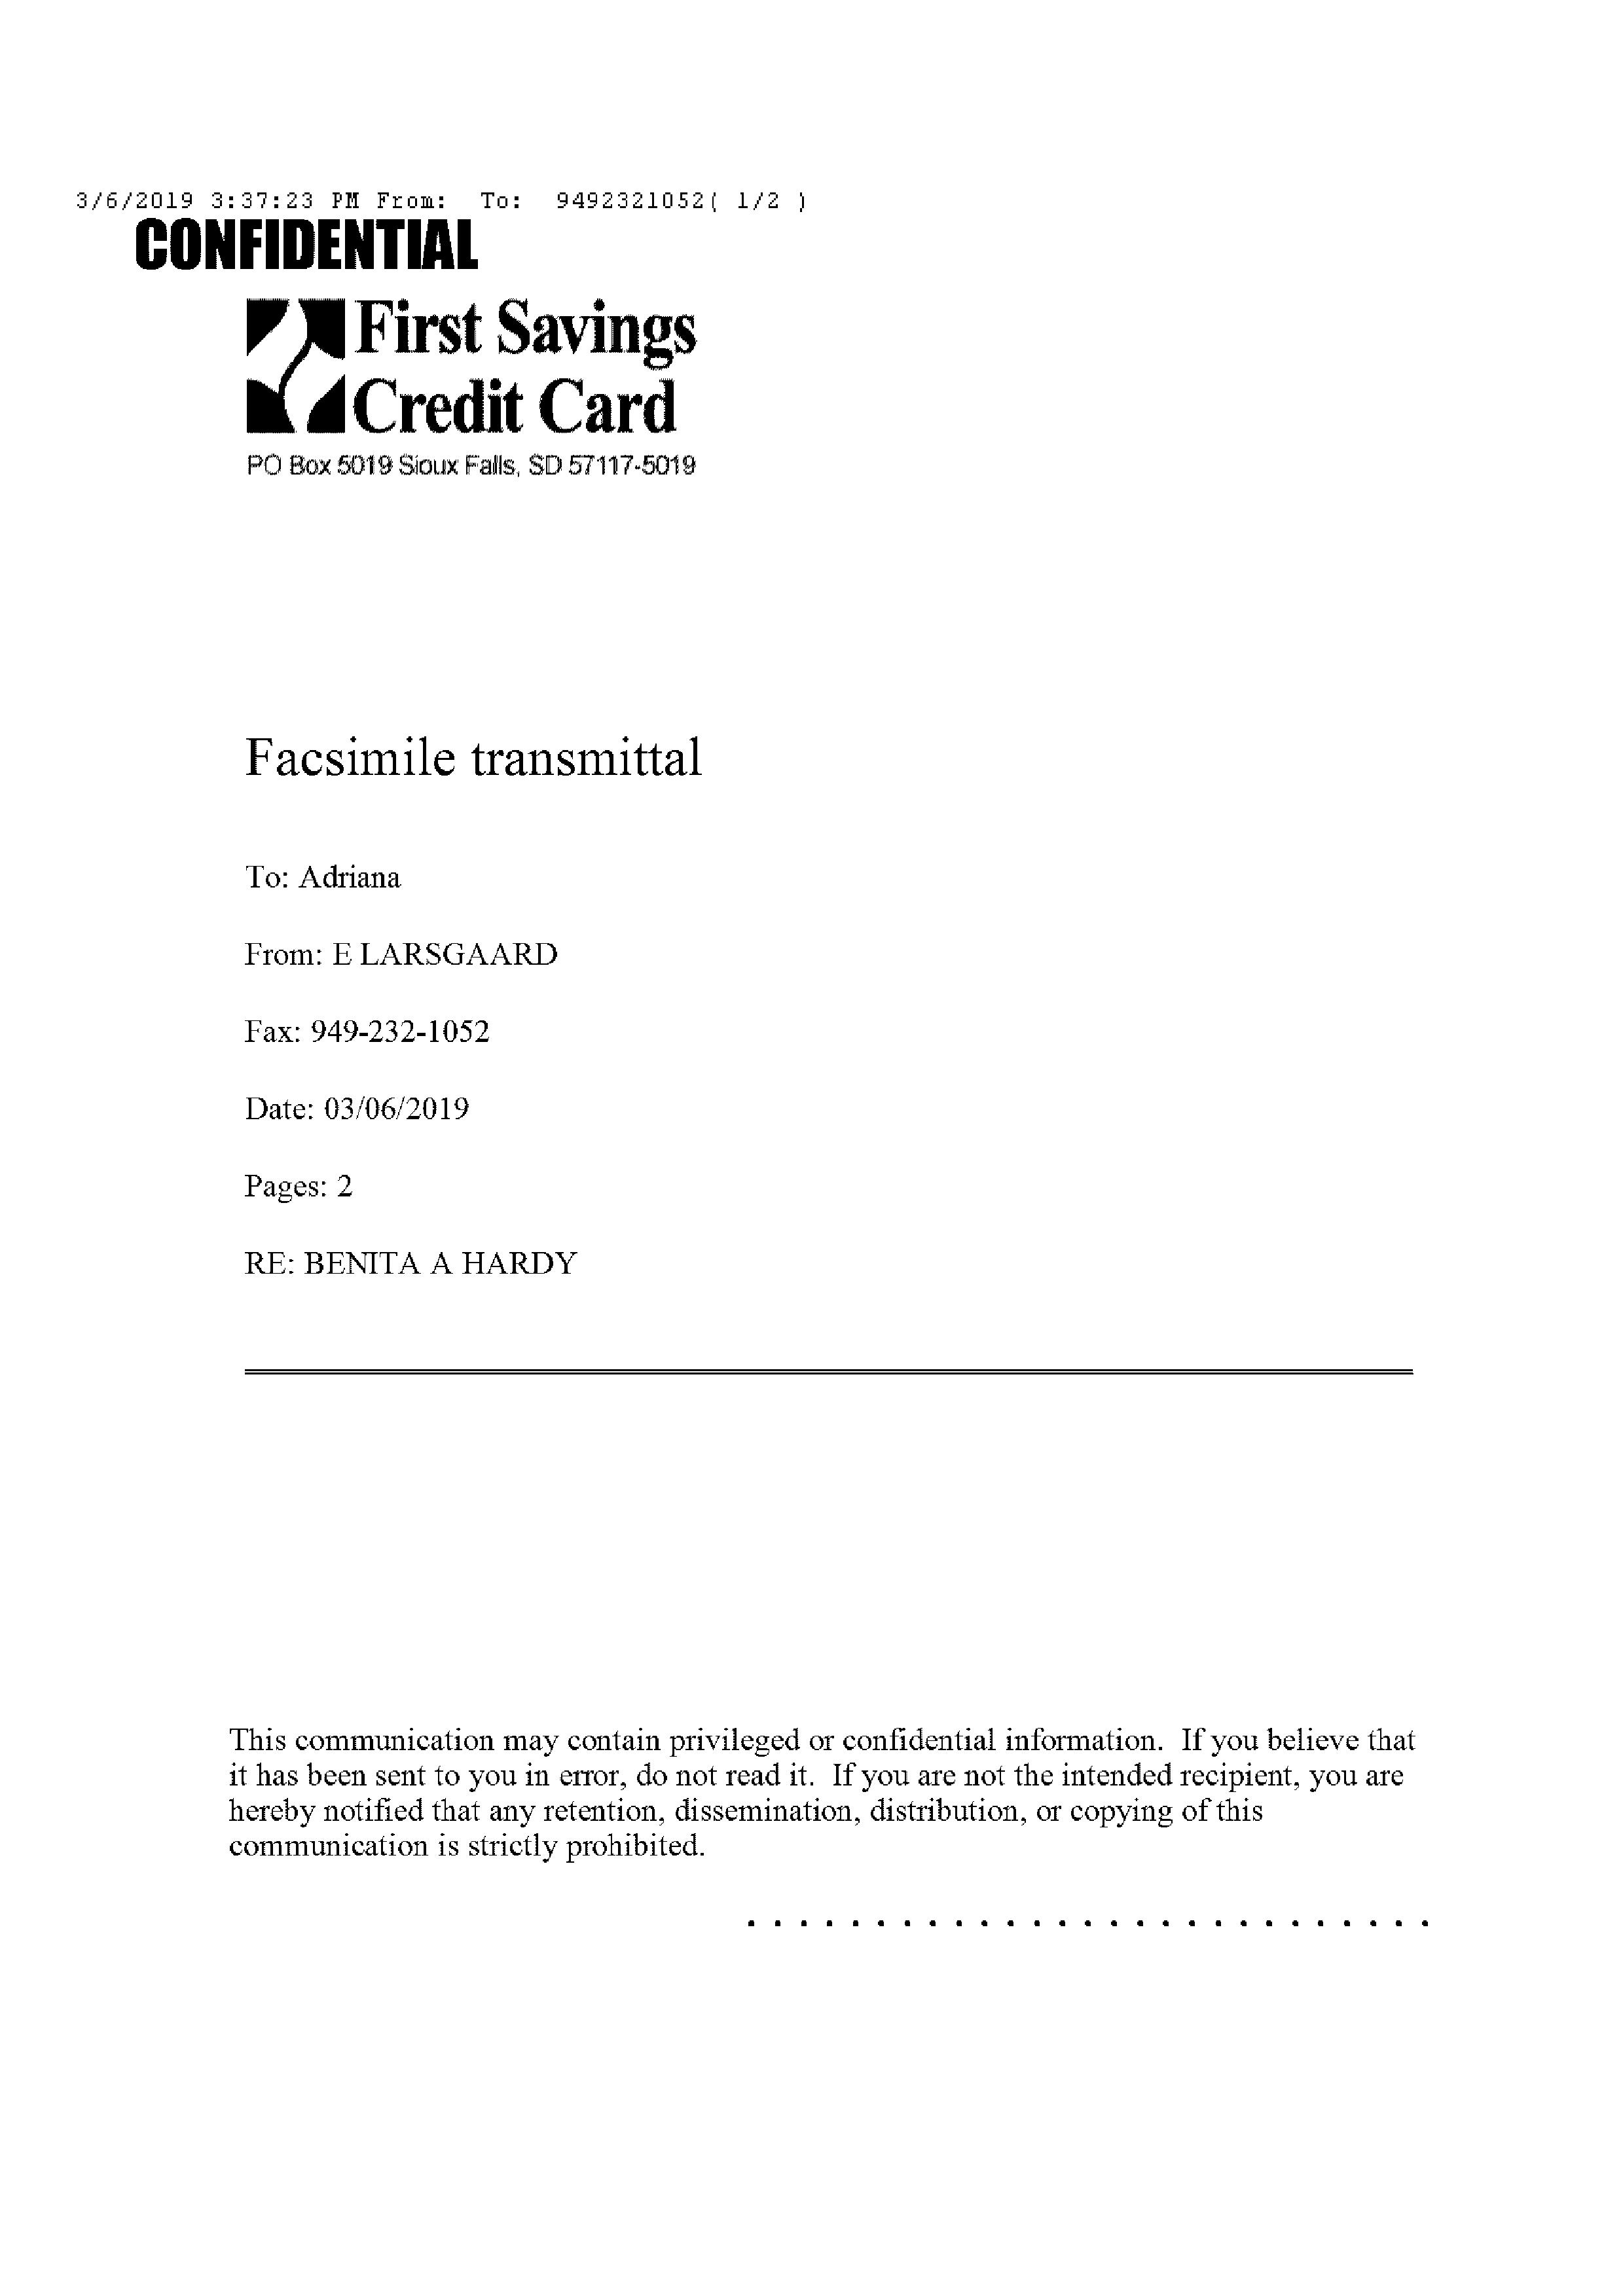 3/6/2019 3:37:23 PM From: To: 9492321052( 1/2 )
CONFIDENTIAL
First Savings
Credit Card
PO Box 5019 Sioux Falls, SD 57117-5019
Facsimile transmittal
To: Adriana
From: E LARSGAARD
Fax: 949-232-1052
Date: 03/06/2019
Pages: 2
RE: BENITA A HARDY
This communication may contain privileged or confidential information. If you believe that
it has been sent to you in error, do not read it. If you are not the intended recipient, you are
hereby notified that any retention, dissemination, distribution, or copying of this
communication is strictly prohibited.
. . . . . . . . . . . . . . . . . . . . . . . . . . .